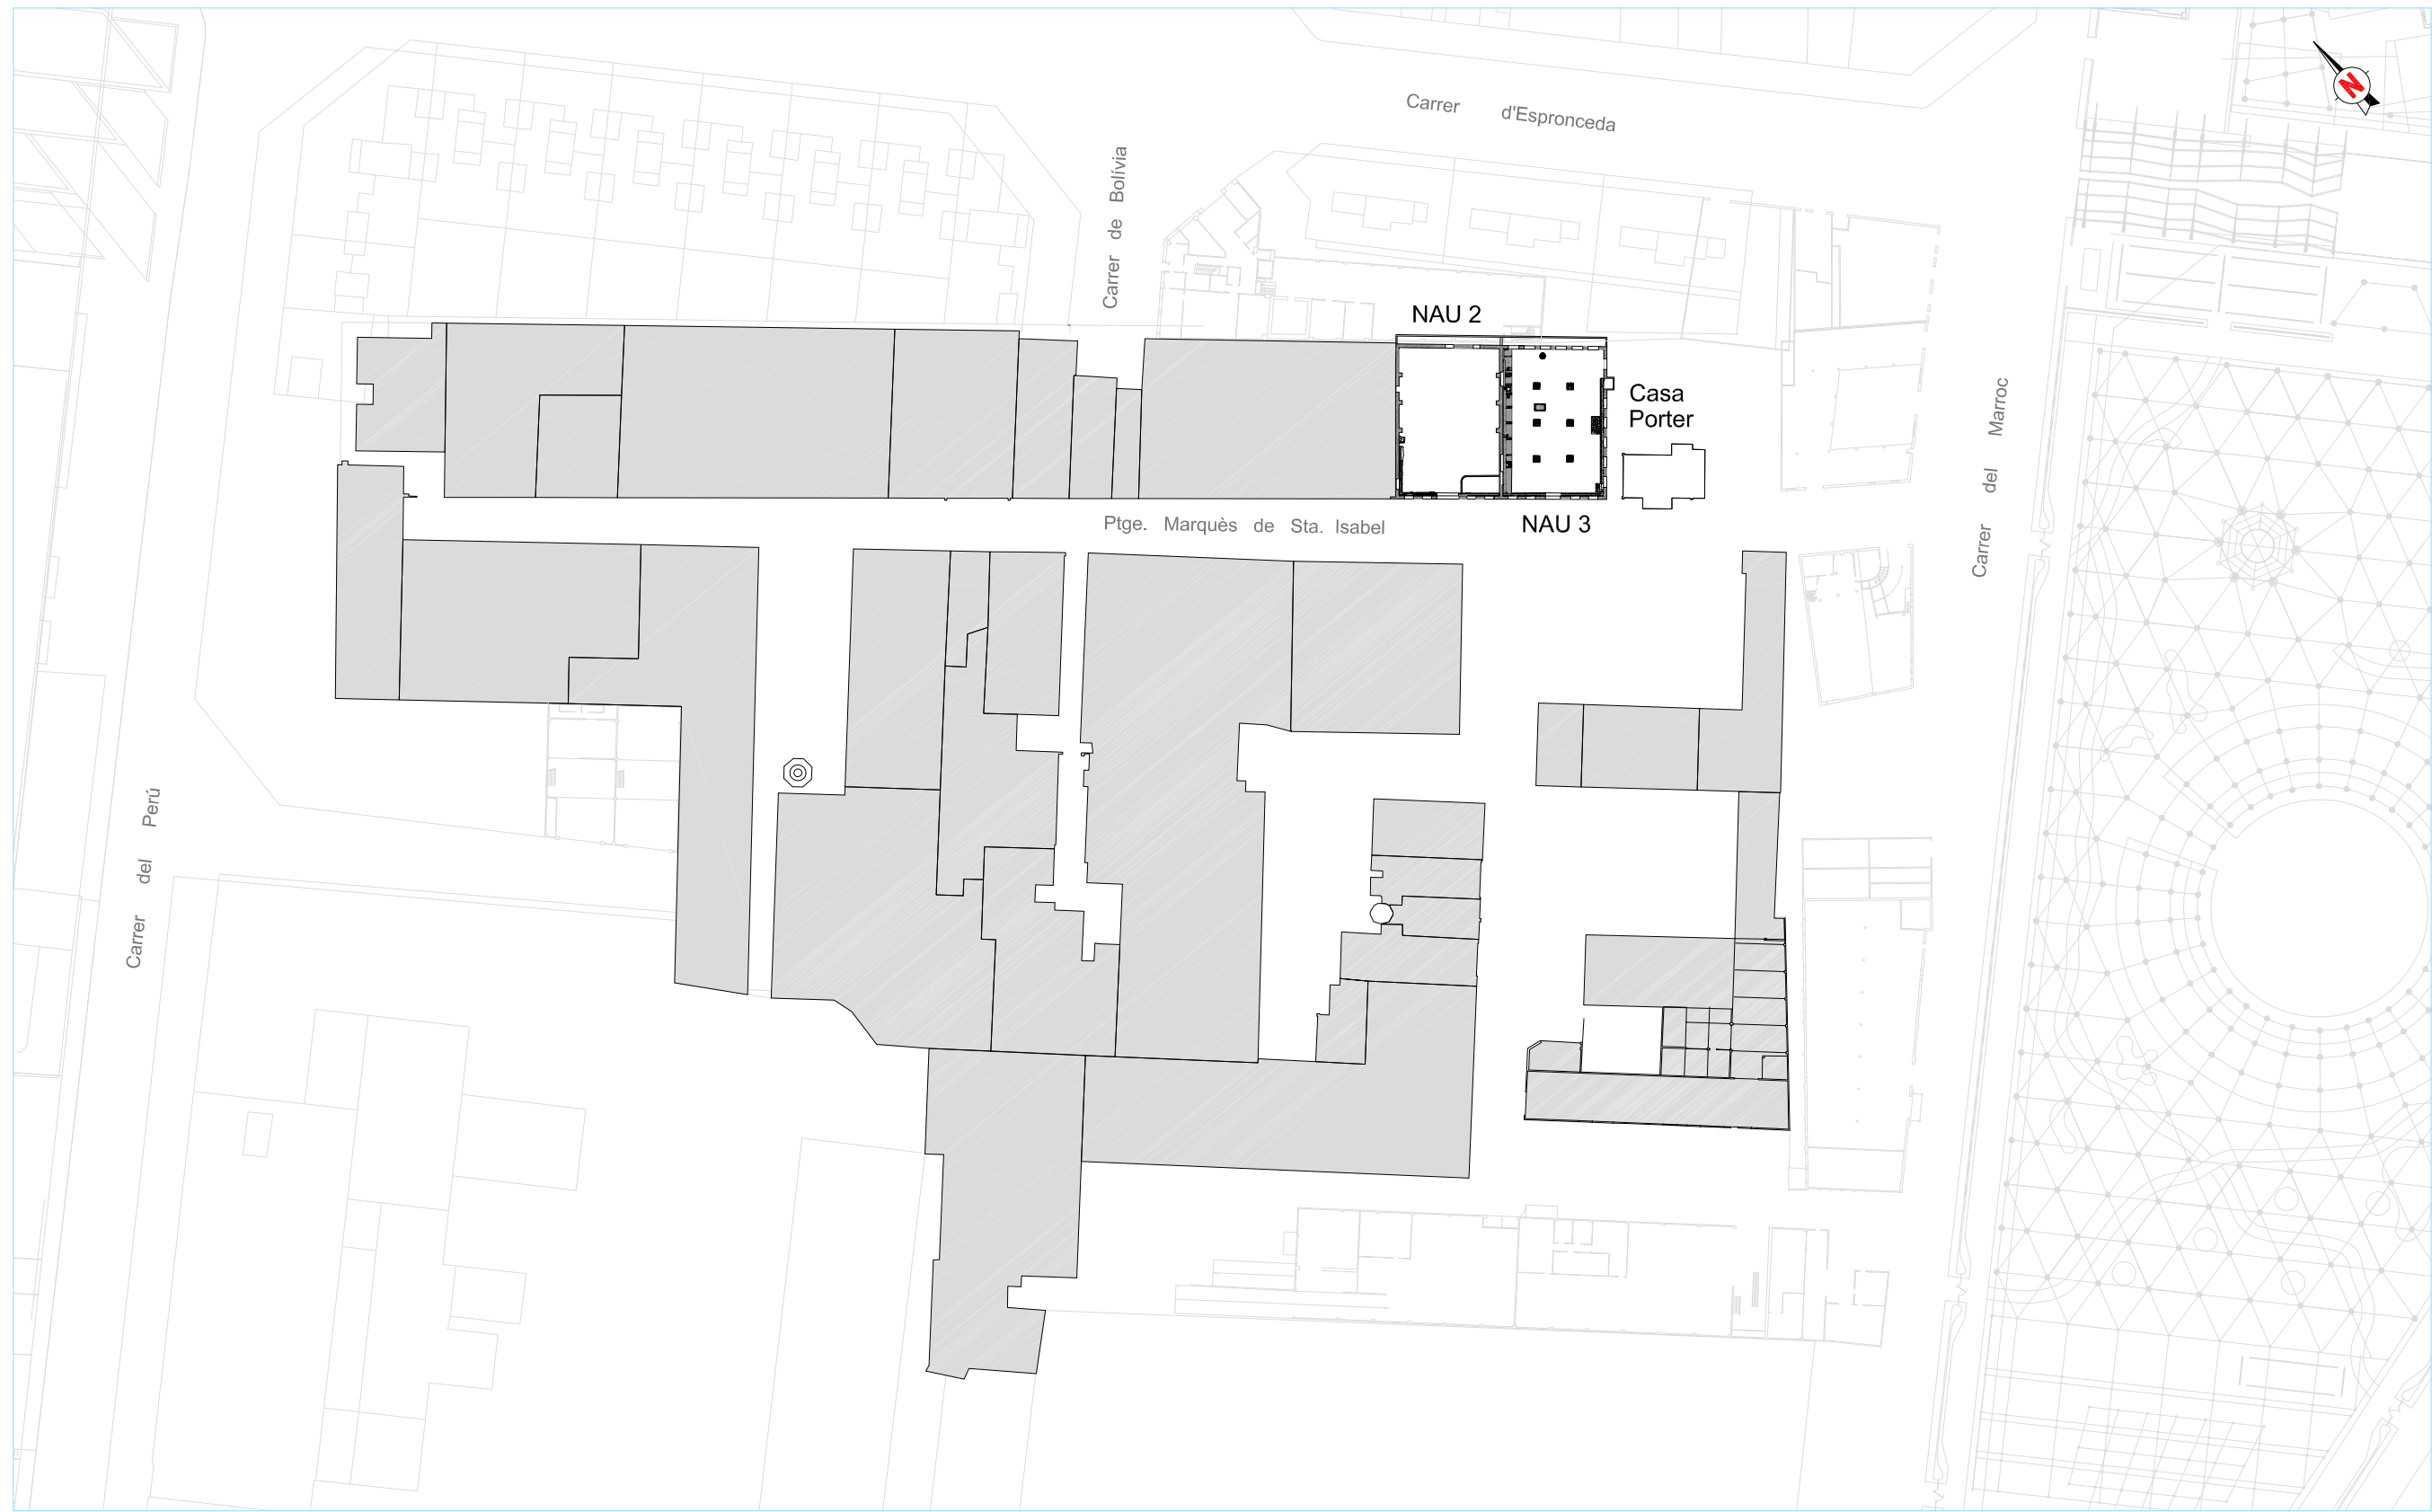 N
Carrer d'Espronceda
Carrer de Bolívia
NAU 2
Casa
Porter
Carrer del Marroc
Ptge. Marquès de Sta. Isabel
NAU 3
Carrer del Perú